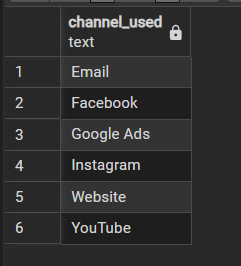 channel_used
text
1 Email
2 Facebook
3 Google Ads
4 Instagram
5 Website
6 YouTube